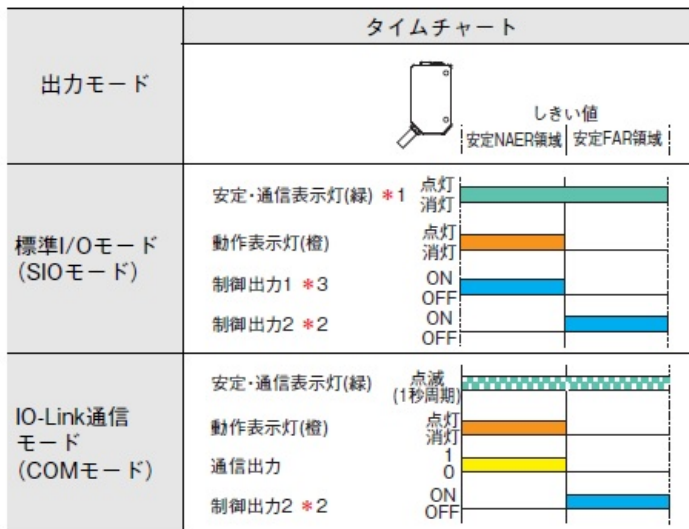 タイムチャート
出力モード
しきい値
安定NAER領域 安定FAR領域
標準I/Oモード
(SIOモード)
安定・通信表示灯(緑) *1 点灯
消灯
動作表示灯(橙) 点灯
消灯
制御出力1 *3 ON
OFF
制御出力2 *2 ON
OFF
IO-Link通信
モード
(COMモード)
安定・通信表示灯(緑) 点滅
(1秒周期)
動作表示灯(橙) 点灯
消灯
通信出力 1
0
制御出力2 *2 ON
OFF